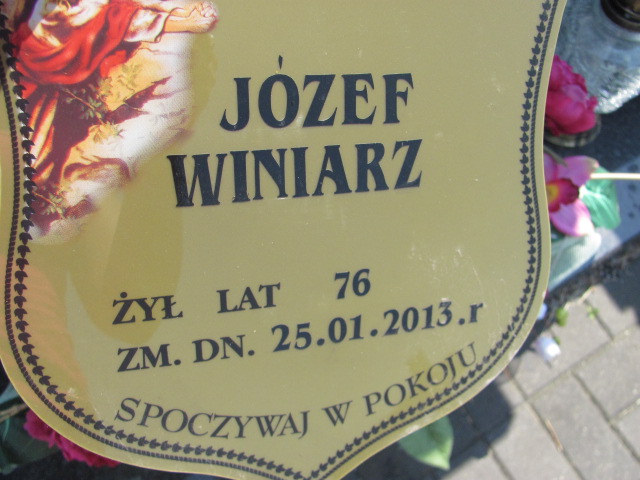 JÓZEF
WINIARZ
ŻYŁ LAT 76
ZM. DN. 25.01.2013.r
SPOCZYWAJ W POKOJU